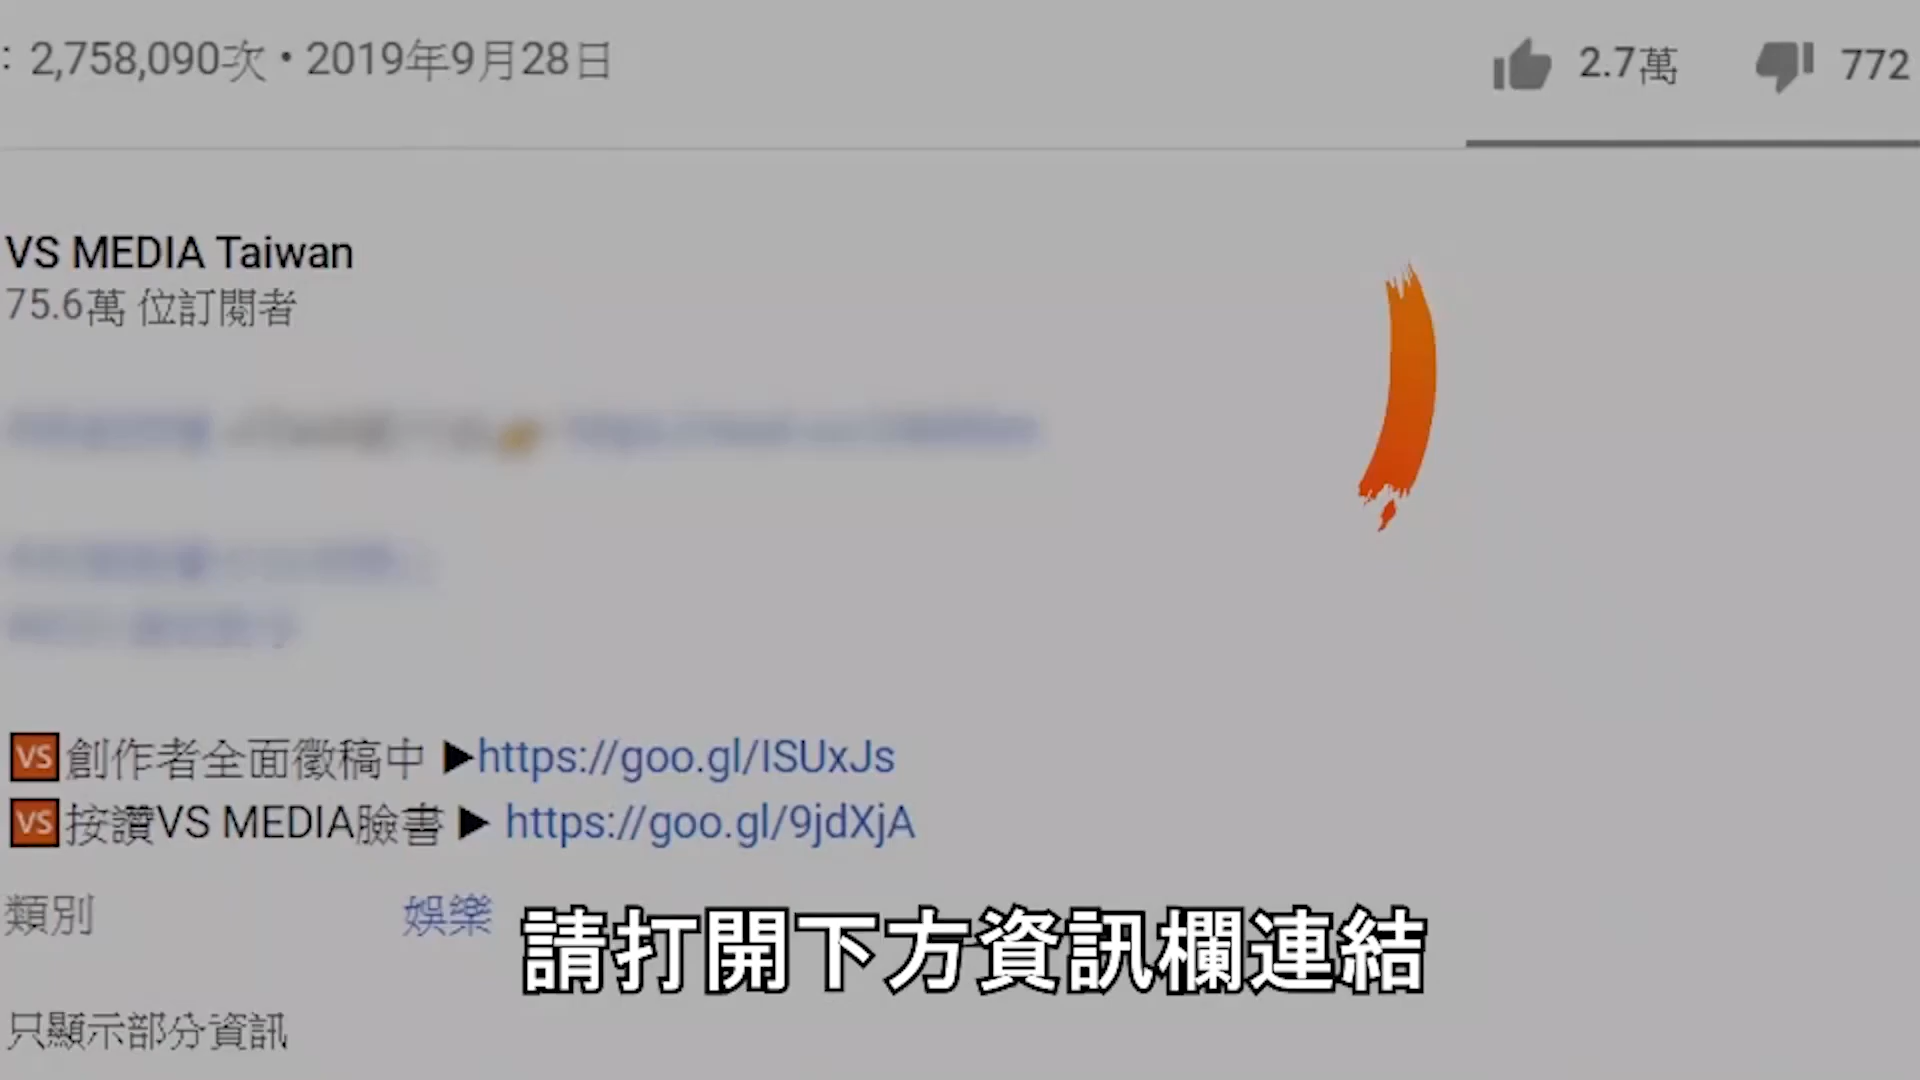 : 2,758,090次 • 2019年9月28日
2.7萬
772
VS MEDIA Taiwan
75.6萬 位訂閱者
VS 創作者全面徵稿中 ▶https://goo.gl/ISUxJs
VS 按讚VS MEDIA臉書 ▶ https://goo.gl/9jdXjA
類別 娛樂
請打開下方資訊欄連結
只顯示部分資訊